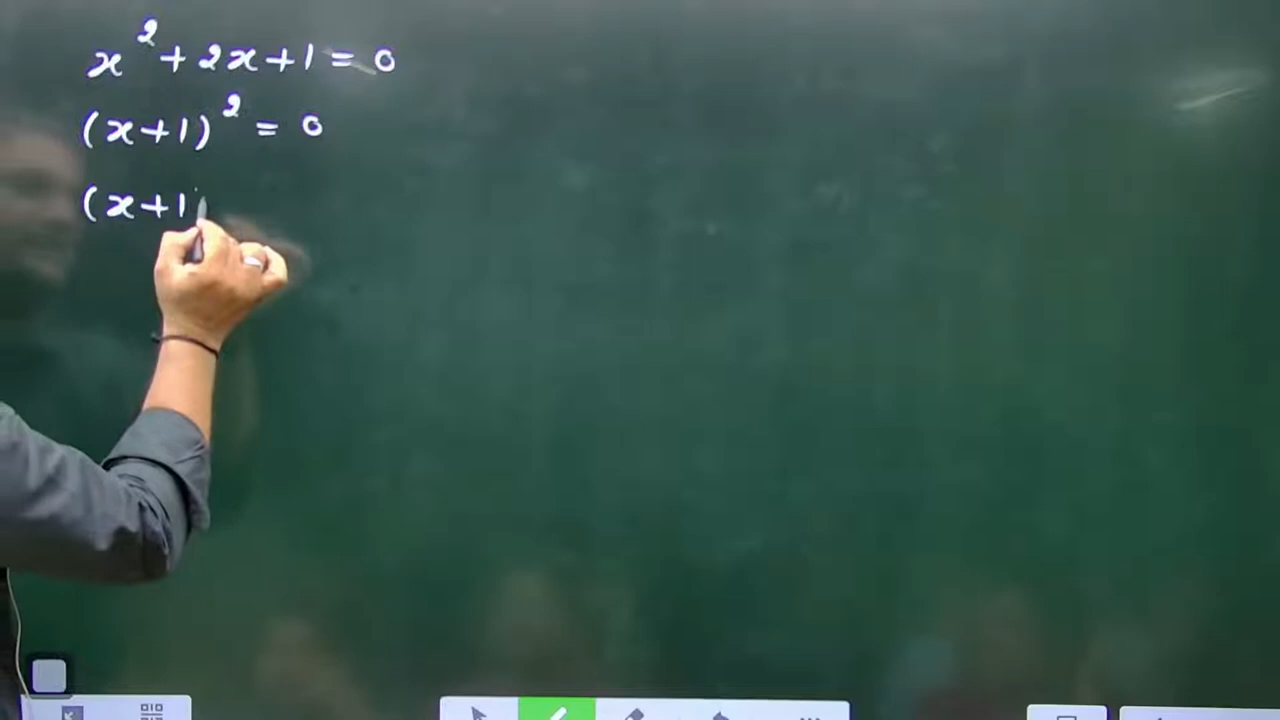 x² + 2x + 1 = 0
(x+1)² = 0
(x+1